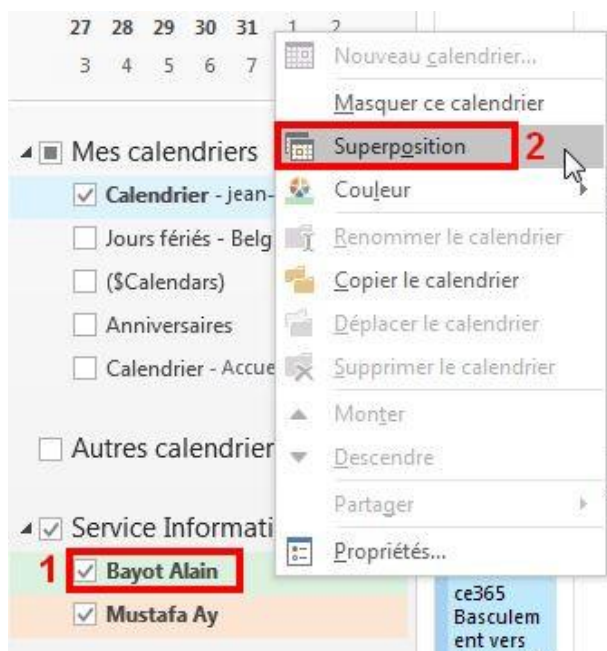 27 28 29 30 31 1 2
3 4 5 6 7
Nouveau calendrier...
Masquer ce calendrier
Superposition 2
Couleur
Renommer le calendrier
Copier le calendrier
Déplacer le calendrier
Supprimer le calendrier
Monter
Descendre
Partager
Propriétés...
Mes calendriers
Calendrier - jean-
Jours fériés - Belg
($Calendars)
Anniversaires
Calendrier - Accue
Autres calendrier
Service Informati
1 Bayot Alain
Mustafa Ay
ce365
Basculem
ent vers